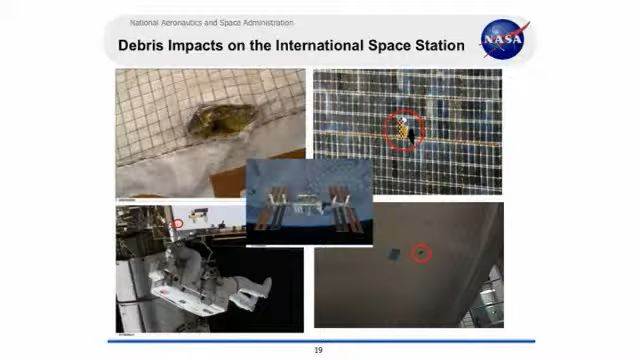 National Aeronautics and Space Administration
Debris Impacts on the International Space Station
NASA
19